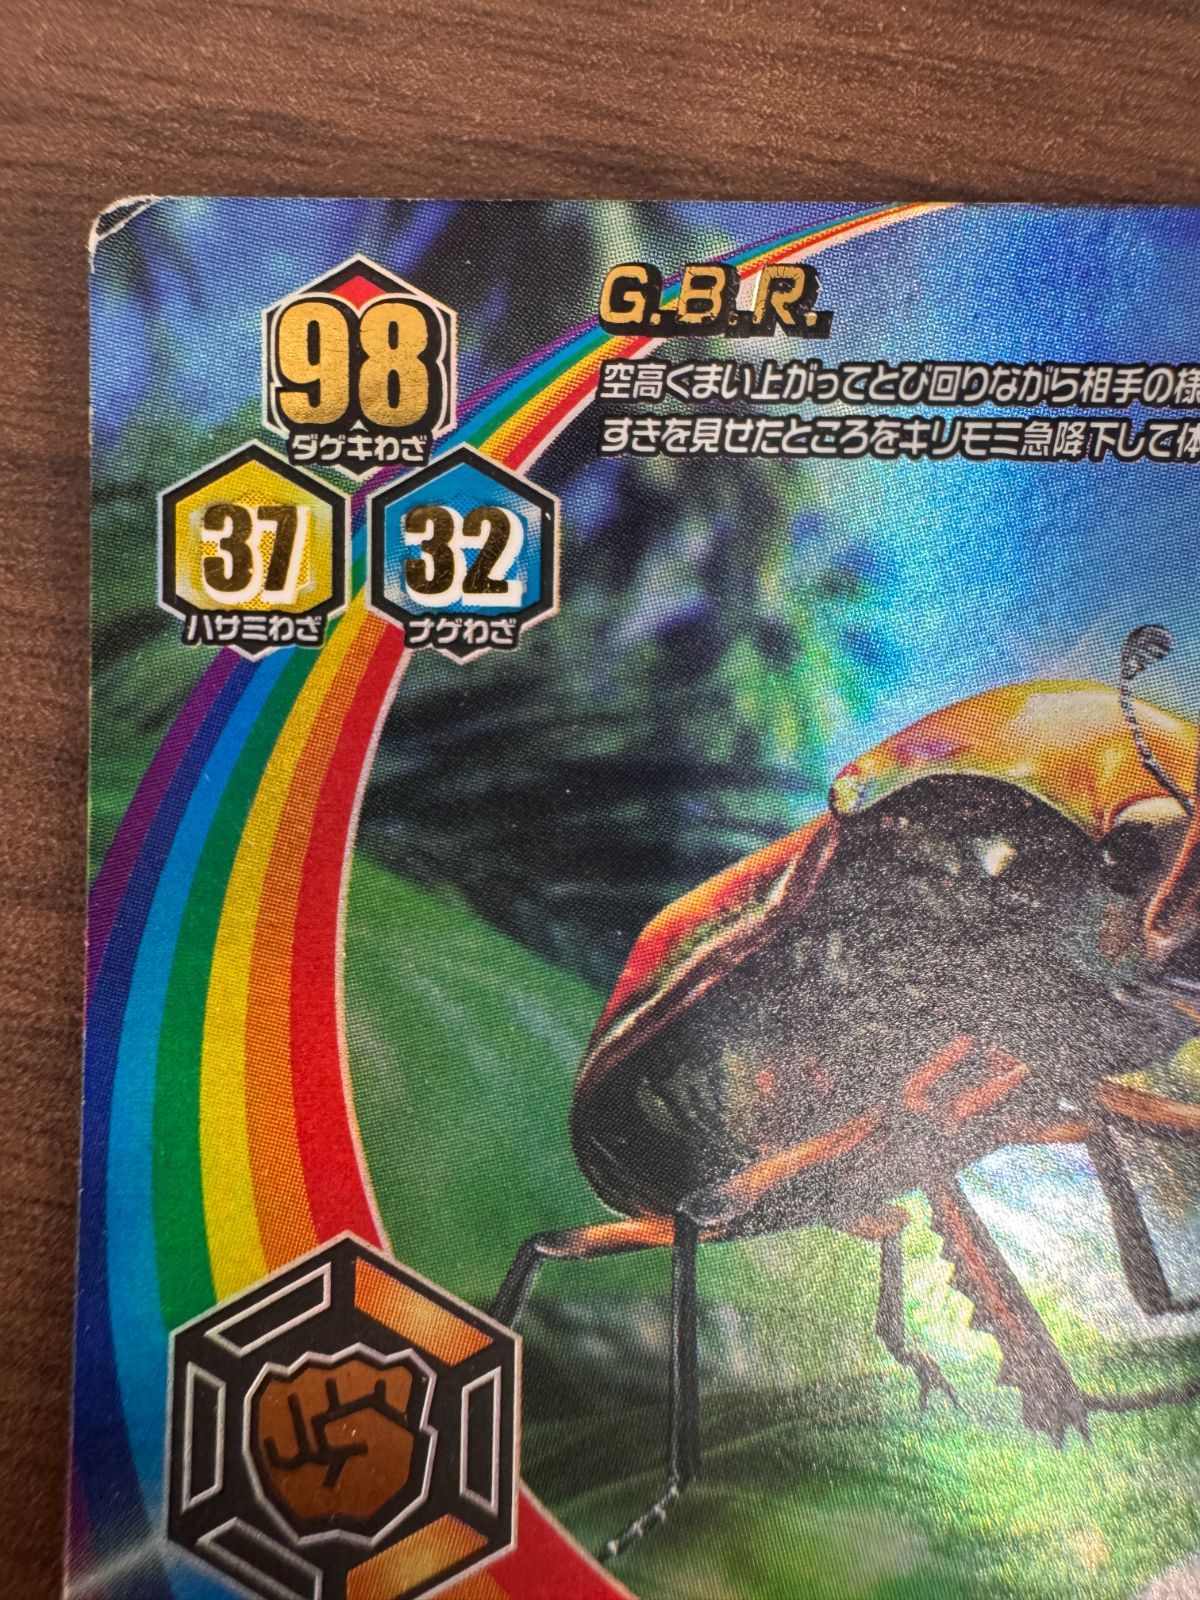 G.B.R.
空高くまい上がってとび回りながら相手の様
すきを見せたところをキリモミ急降下して体
98
ダゲキわざ
37
ハサミわざ
32
ナゲわざ